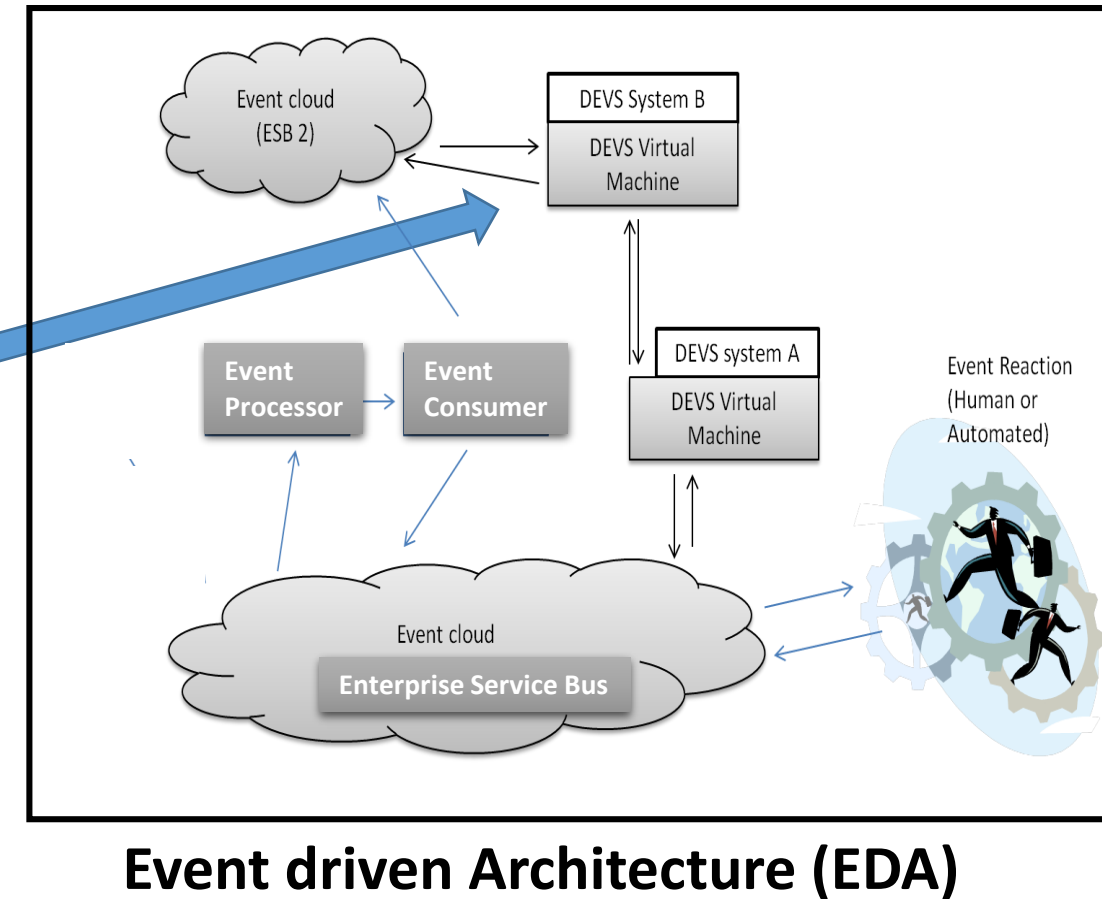 Event cloud
(ESB 2)
DEVS System B
DEVS Virtual
Machine
Event
Processor
Event
Consumer
DEVS system A
DEVS Virtual
Machine
Event Reaction
(Human or
Automated)
Event cloud
Enterprise Service Bus
Event driven Architecture (EDA)